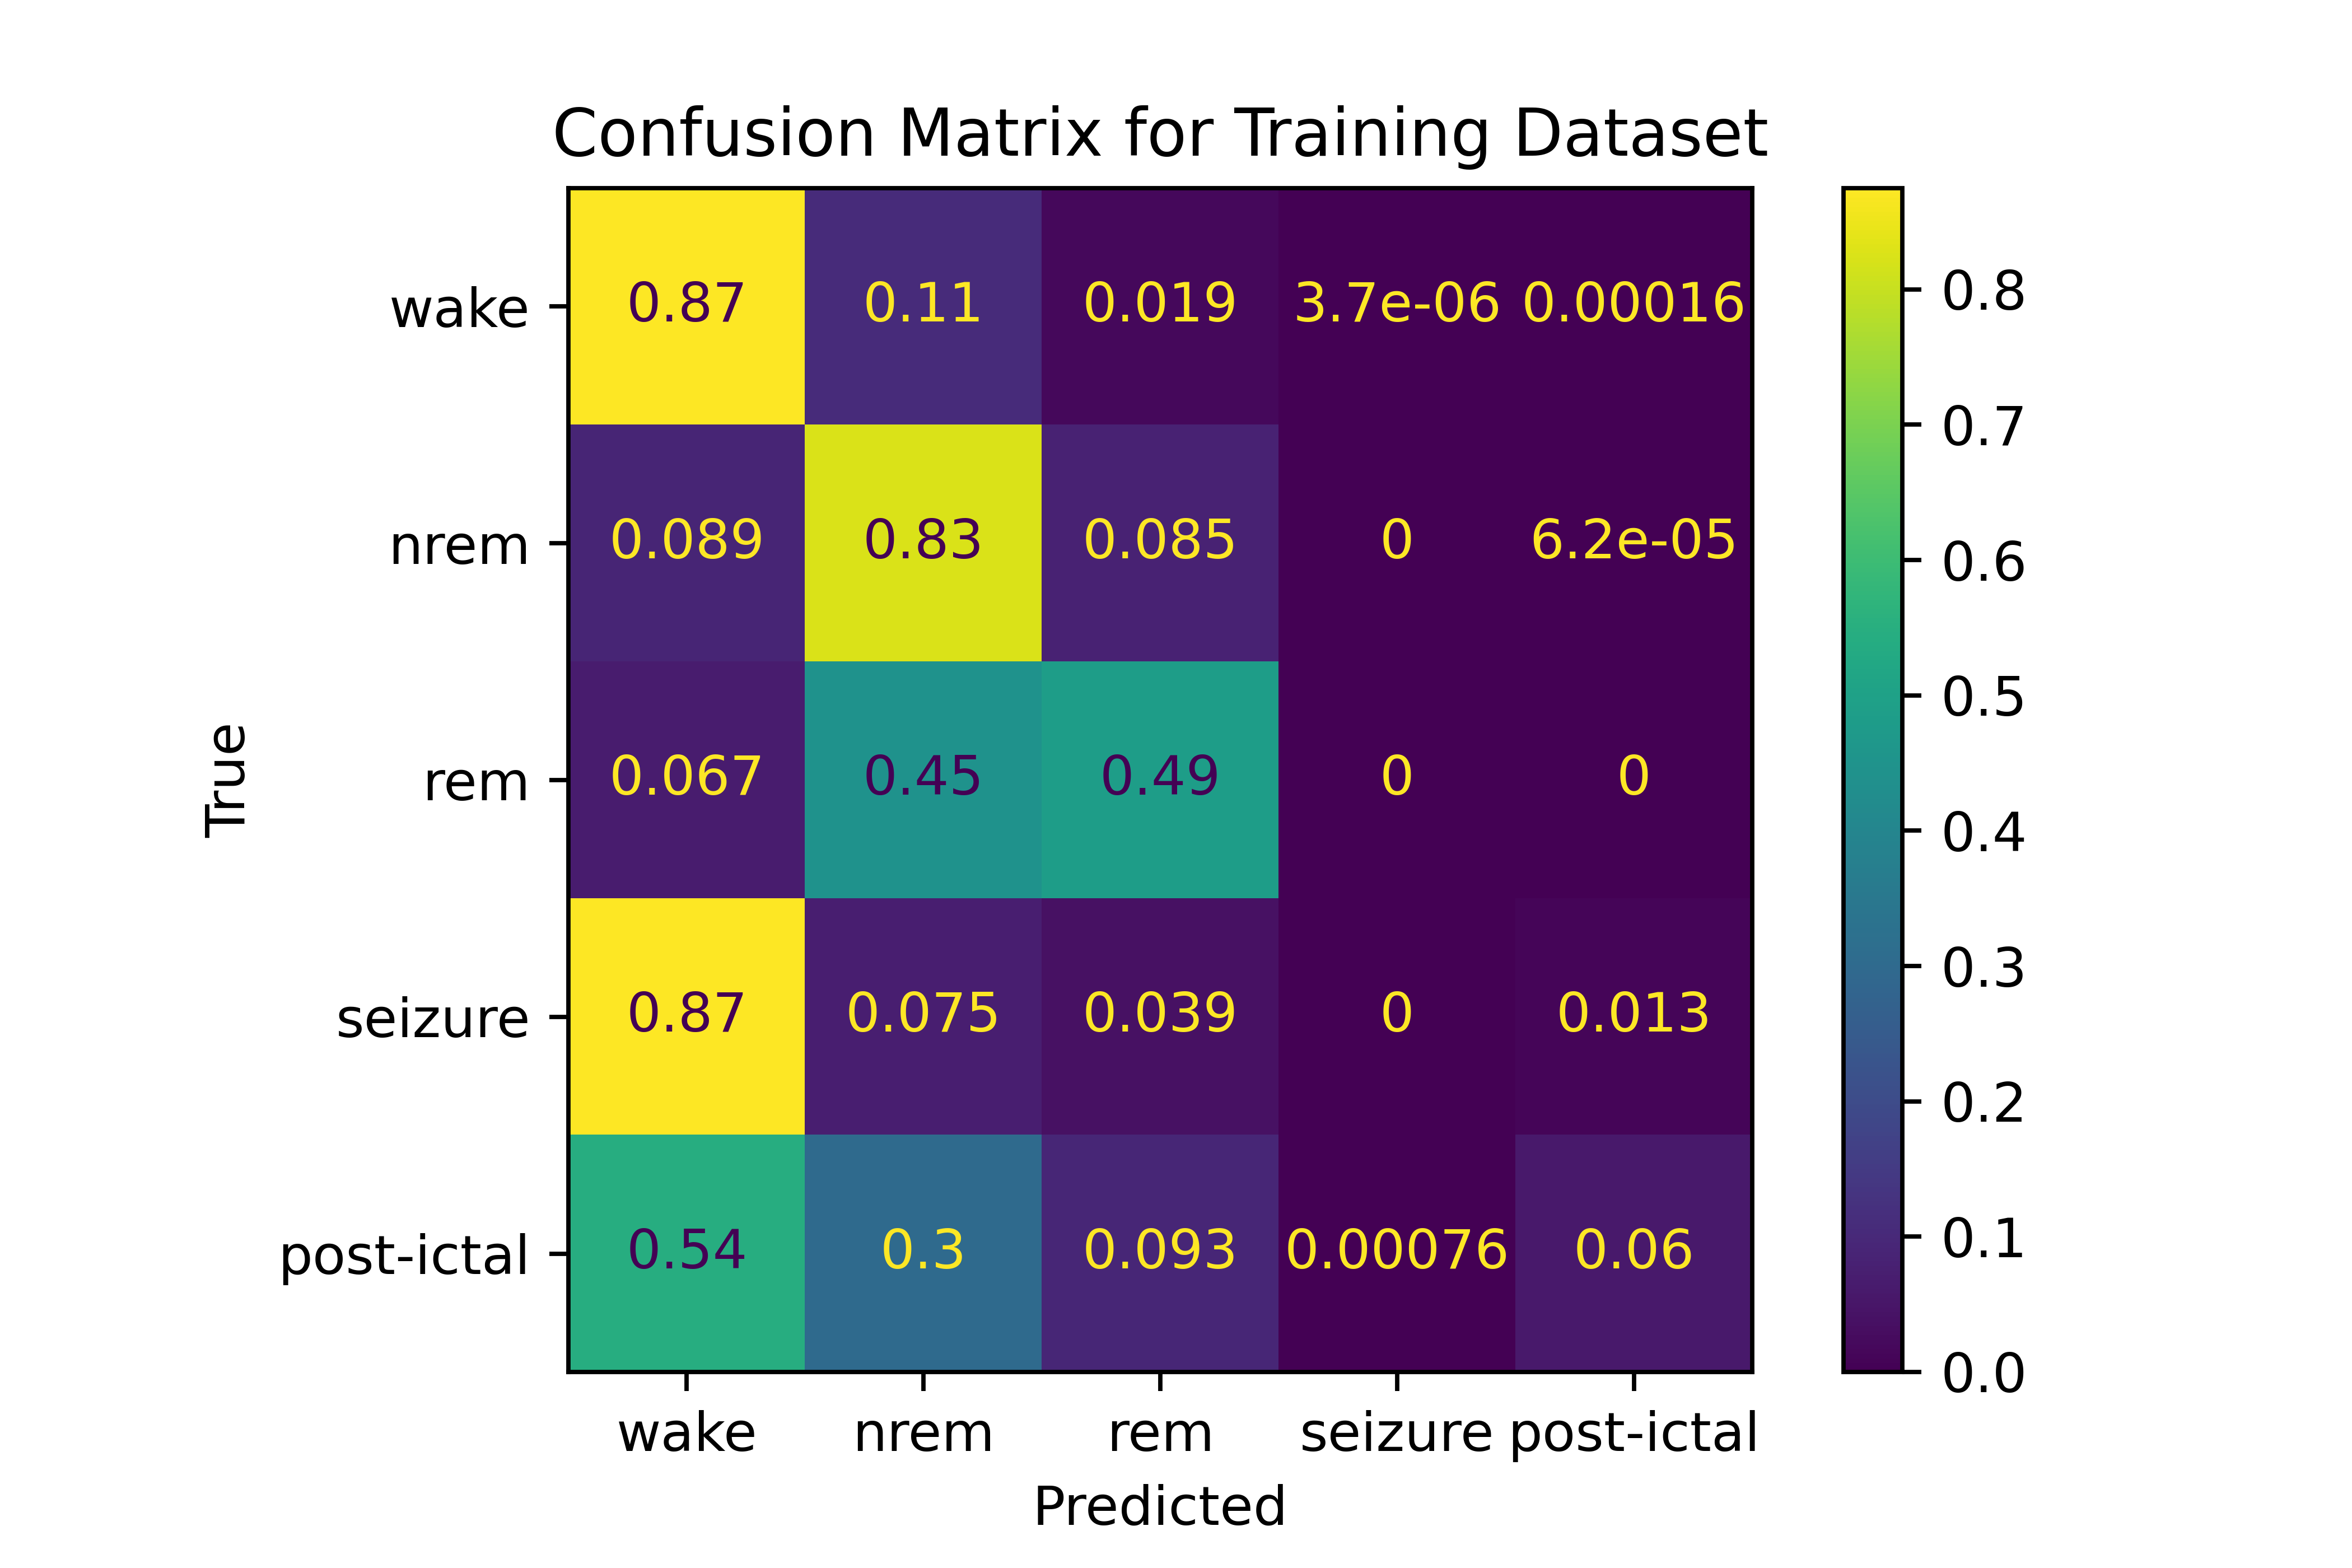 Confusion Matrix for Training Dataset
wake 0.87 0.11 0.019 3.7e-06 0.00016
nrem 0.089 0.83 0.085 0 6.2e-05
rem 0.067 0.45 0.49 0 0
seizure 0.87 0.075 0.039 0 0.013
post-ictal 0.54 0.3 0.093 0.00076 0.06
True
wake nrem rem seizure post-ictal
Predicted
0.8
0.7
0.6
0.5
0.4
0.3
0.2
0.1
0.0